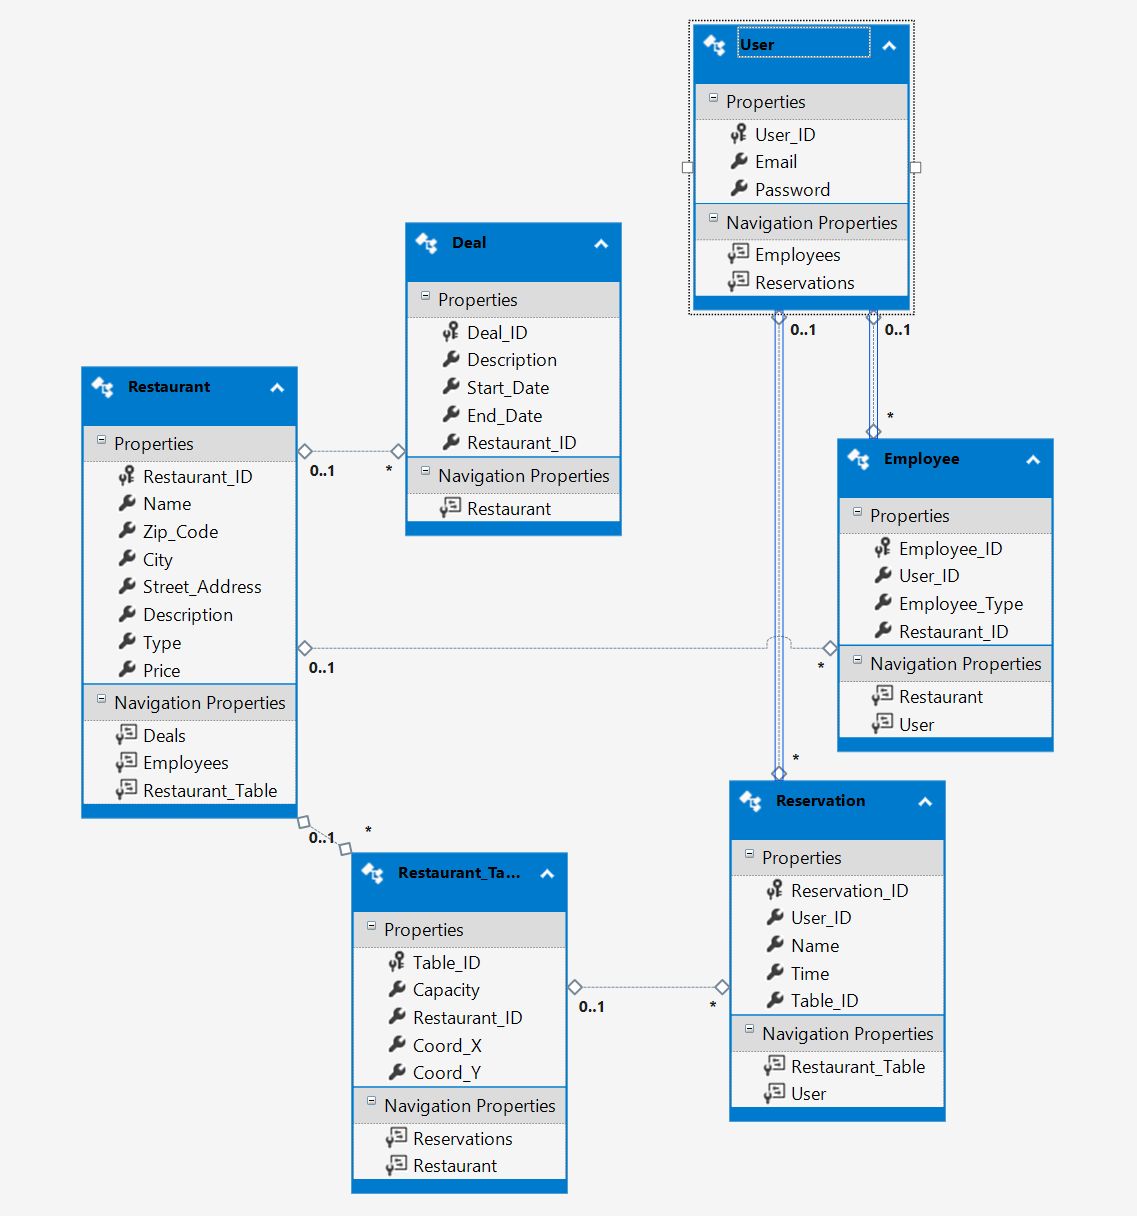 User
Properties
User_ID
Email
Password
Navigation Properties
Employees
Reservations
0..1
0..1
Deal
Properties
Deal_ID
Description
Start_Date
End_Date
Restaurant_ID
Navigation Properties
Restaurant
Restaurant
Properties
Restaurant_ID
Name
Zip_Code
City
Street_Address
Description
Type
Price
Navigation Properties
Deals
Employees
Restaurant_Table
0..1
*
0..1
*
0..1
*
*
Employee
Properties
Employee_ID
User_ID
Employee_Type
Restaurant_ID
Navigation Properties
Restaurant
User
*
Reservation
Properties
Reservation_ID
User_ID
Name
Time
Table_ID
Navigation Properties
Restaurant_Table
User
Restaurant_Ta...
Properties
Table_ID
Capacity
Restaurant_ID
Coord_X
Coord_Y
Navigation Properties
Reservations
Restaurant
0..1
*